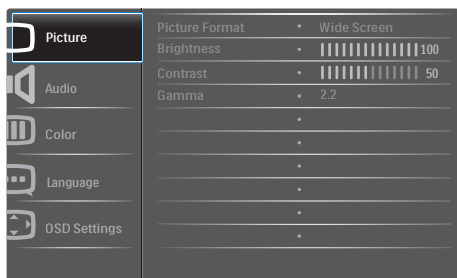 Picture
Audio
Color
Language
OSD Settings
Picture Format • Wide Screen
Brightness • 100
Contrast • 50
Gamma • 2.2